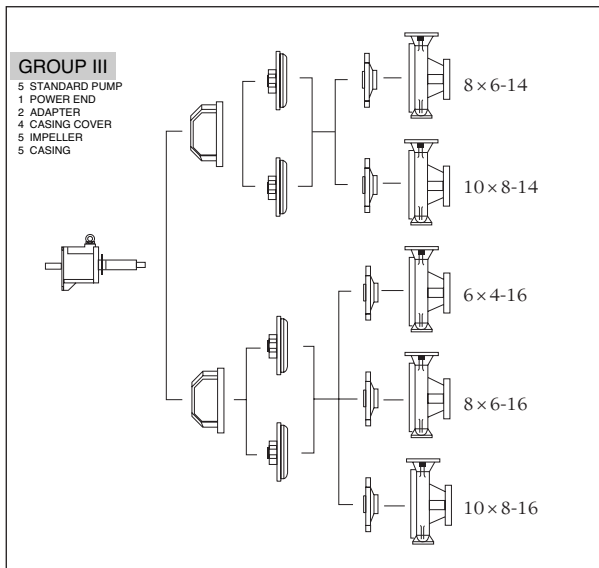 GROUP III
5 STANDARD PUMP
1 POWER END
2 ADAPTER
4 CASING COVER
5 IMPELLER
5 CASING
8×6-14
10×8-14
6×4-16
8×6-16
10×8-16